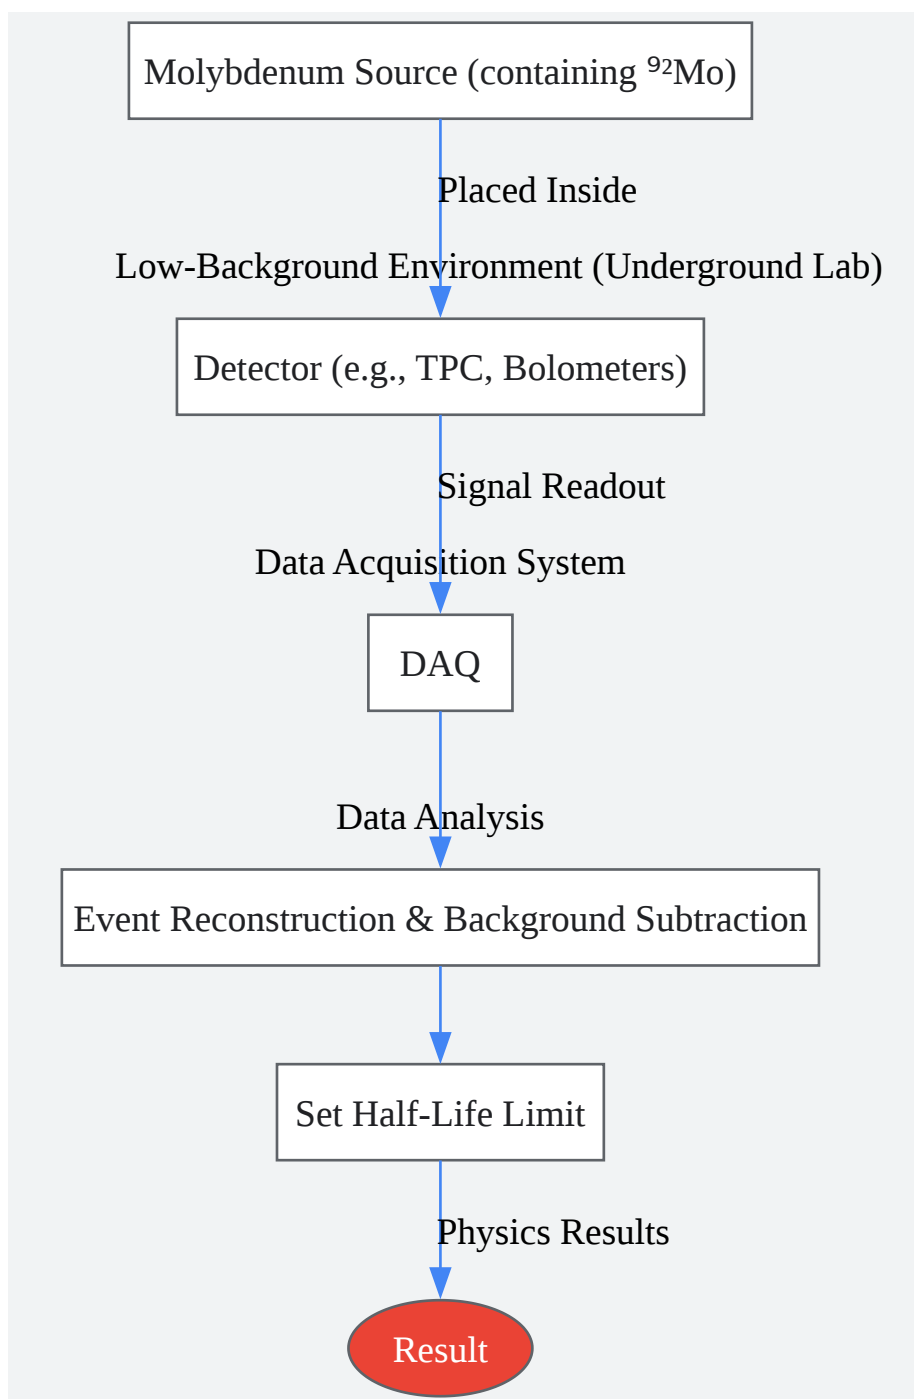 Molybdenum Source (containing ⁹²Mo)
Placed Inside
Low-Background Environment (Underground Lab)
Detector (e.g., TPC, Bolometers)
Signal Readout
Data Acquisition System
DAQ
Data Analysis
Event Reconstruction & Background Subtraction
Set Half-Life Limit
Physics Results
Result